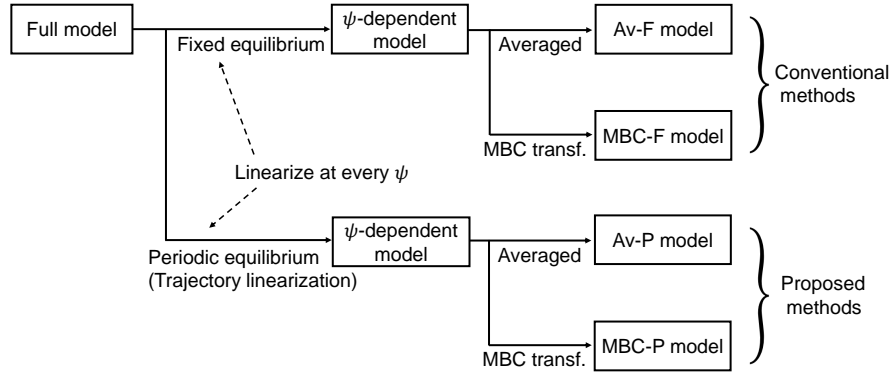 Full model
Fixed equilibrium
ψ-dependent
model
Averaged
Av-F model
MBC transf.
MBC-F model
Conventional
methods
Linearize at every ψ
Periodic equilibrium
(Trajectory linearization)
ψ-dependent
model
Averaged
Av-P model
MBC transf.
MBC-P model
Proposed
methods